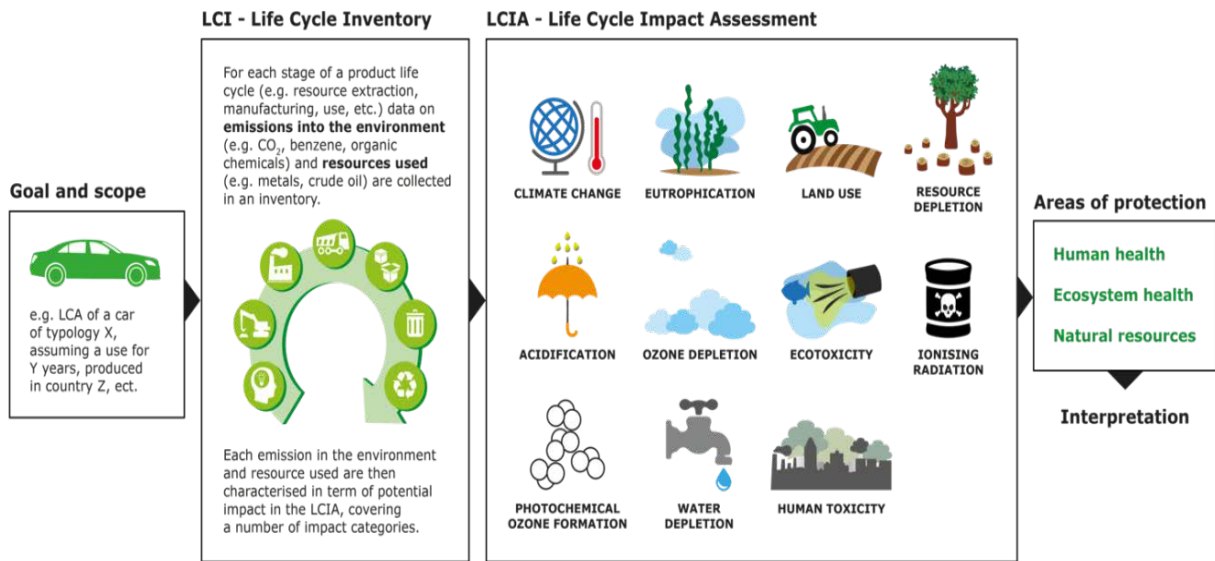 Goal and scope
e.g. LCA of a car
of typology X,
assuming a use for
Y years, produced
in country Z, ect.
LCI - Life Cycle Inventory
For each stage of a product life
cycle (e.g. resource extraction,
manufacturing, use, etc.) data on
emissions into the environment
(e.g. CO₂, benzene, organic
chemicals) and resources used
(e.g. metals, crude oil) are collected
in an inventory.
Each emission in the environment
and resource used are then
characterised in term of potential
impact in the LCIA, covering
a number of impact categories.
LCIA - Life Cycle Impact Assessment
CLIMATE CHANGE
EUTROPHICATION
LAND USE
RESOURCE
DEPLETION
ACIDIFICATION
OZONE DEPLETION
ECOTOXICITY
IONISING
RADIATION
PHOTOCHEMICAL
OZONE FORMATION
WATER
DEPLETION
HUMAN TOXICITY
Areas of protection
Human health
Ecosystem health
Natural resources
Interpretation